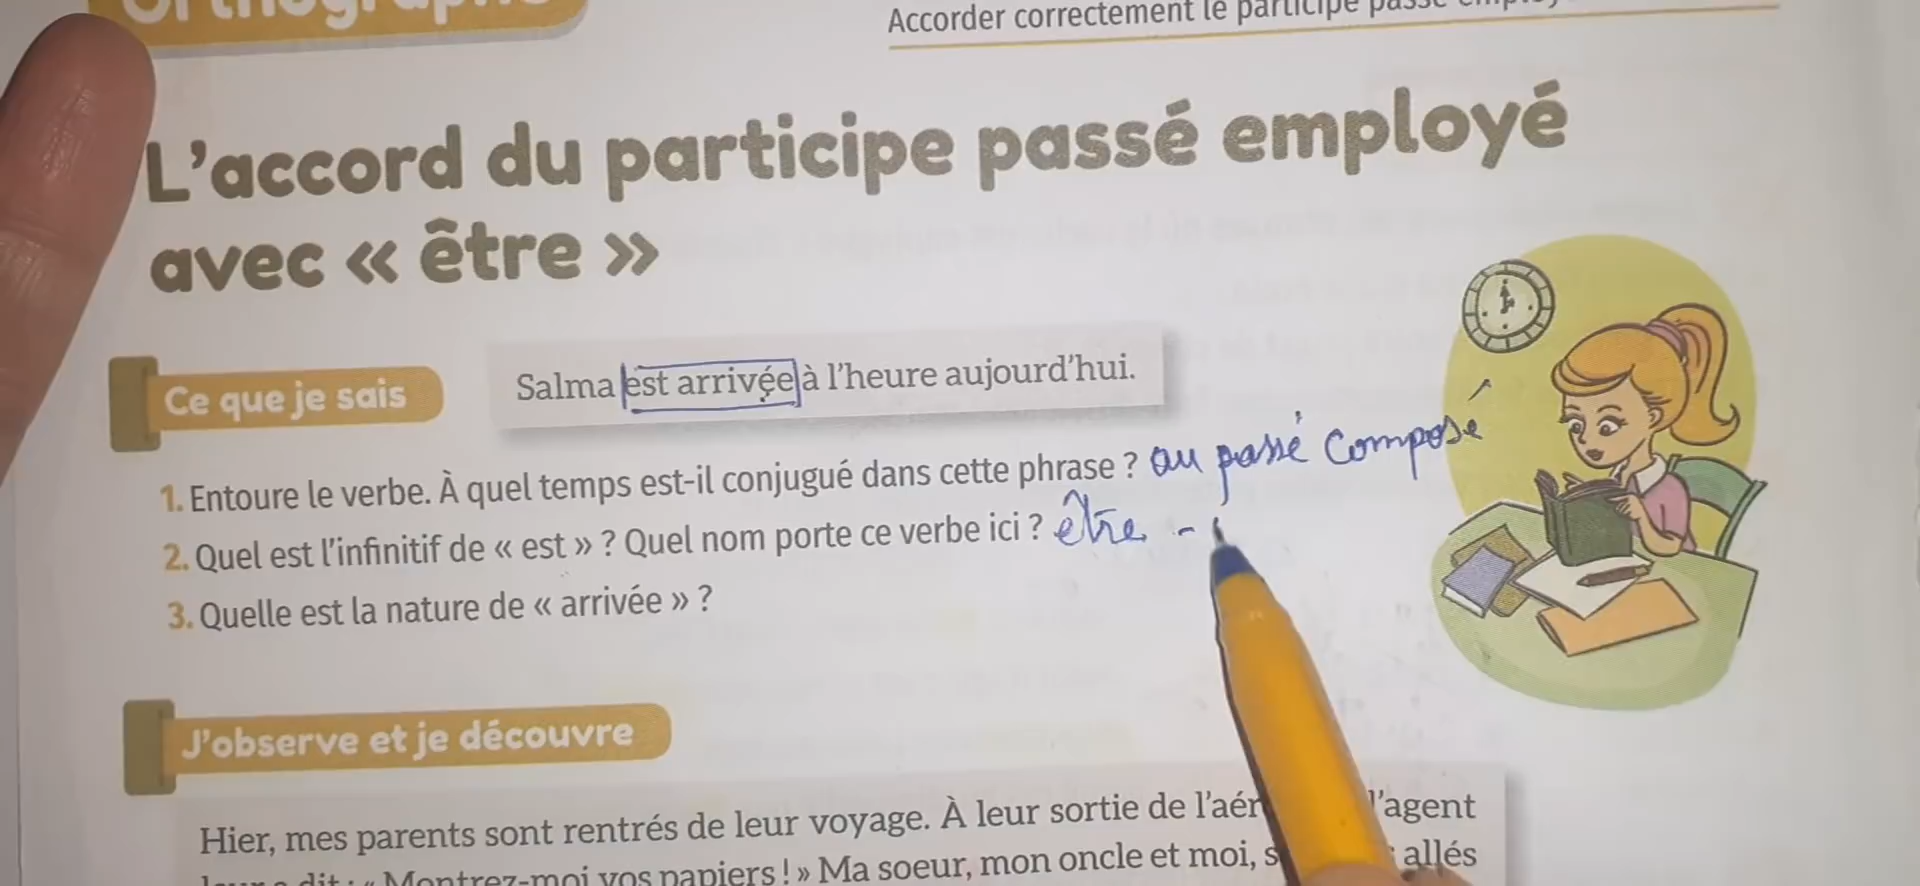 Accorder correctement le participe passé
L'accord du participe passé employé
avec « être »
Ce que je sais
Salma est arrivée à l'heure aujourd'hui.
1. Entoure le verbe. À quel temps est-il conjugué dans cette phrase ? au passé composé
2. Quel est l'infinitif de « est » ? Quel nom porte ce verbe ici ? être -
3. Quelle est la nature de « arrivée » ?
J'observe et je découvre
Hier, mes parents sont rentrés de leur voyage. À leur sortie de l'aér l'agent
dit : « Montrez-moi vos papiers ! » Ma soeur, mon oncle et moi, s allés